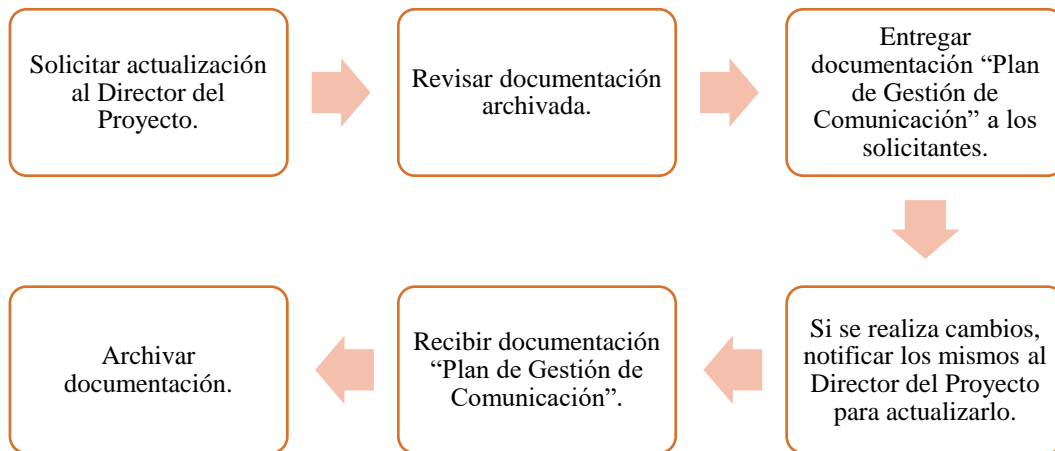 Solicitar actualización
al Director del
Proyecto.
Revisar documentación
archivada.
Entregar
documentación “Plan
de Gestión de
Comunicación” a los
solicitantes.
Si se realiza cambios,
notificar los mismos al
Director del Proyecto
para actualizarlo.
Recibir documentación
“Plan de Gestión de
Comunicación”.
Archivar
documentación.